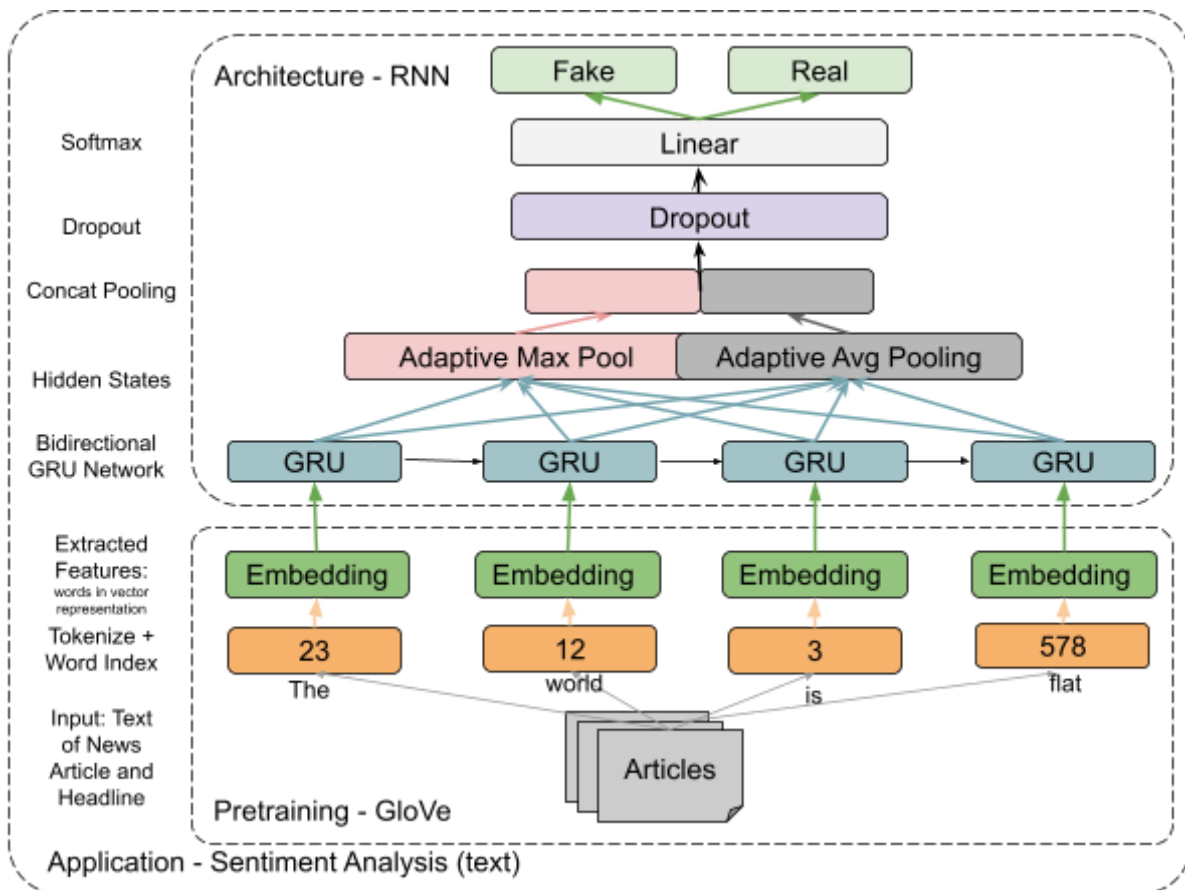 Architecture - RNN
Fake
Real
Softmax
Linear
Dropout
Dropout
Concat Pooling
Adaptive Max Pool
Adaptive Avg Pooling
Hidden States
Bidirectional
GRU Network
GRU
GRU
GRU
GRU
Extracted
Features:
words in vector
representation
Embedding
Embedding
Embedding
Embedding
Tokenize +
Word Index
23
12
3
578
The
world
is
flat
Input: Text
of News
Article and
Headline
Articles
Pretraining - GloVe
Application - Sentiment Analysis (text)